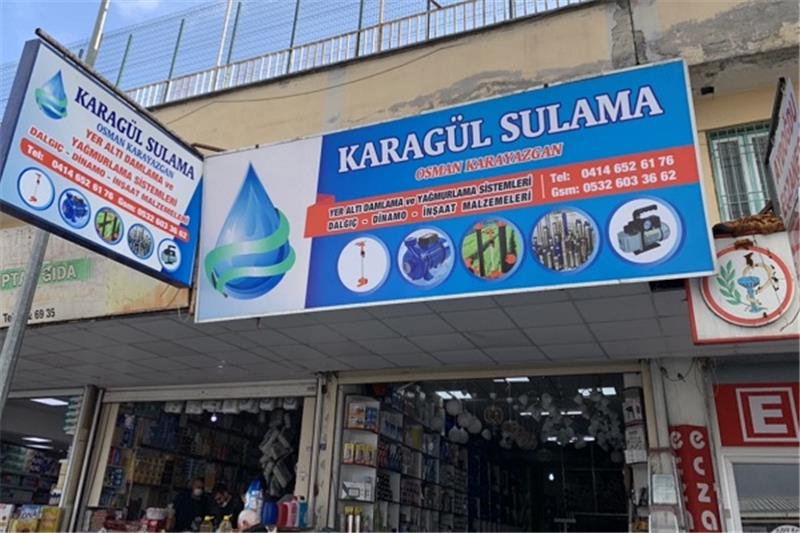 KARAGÜL SULAMA
OSMAN KARAYAZGAN
YER ALTI DAMLAMA ve
YAĞMURLAMA SİSTEMLERİ
DALGIÇ - DİNAMO - İNŞAAT MALZEMELERİ
Tel: 0414 652 61 76 Gsm: 0532 603 36 62
KARAGÜL SULAMA
OSMAN KARAYAZGAN
YER ALTI DAMLAMA ve YAĞMURLAMA SİSTEMLERİ
DALGIÇ - DİNAMO - İNŞAAT MALZEMELERİ
Tel: 0414 652 61 76
Gsm: 0532 603 36 62
GIDA
69 35
E
ecza